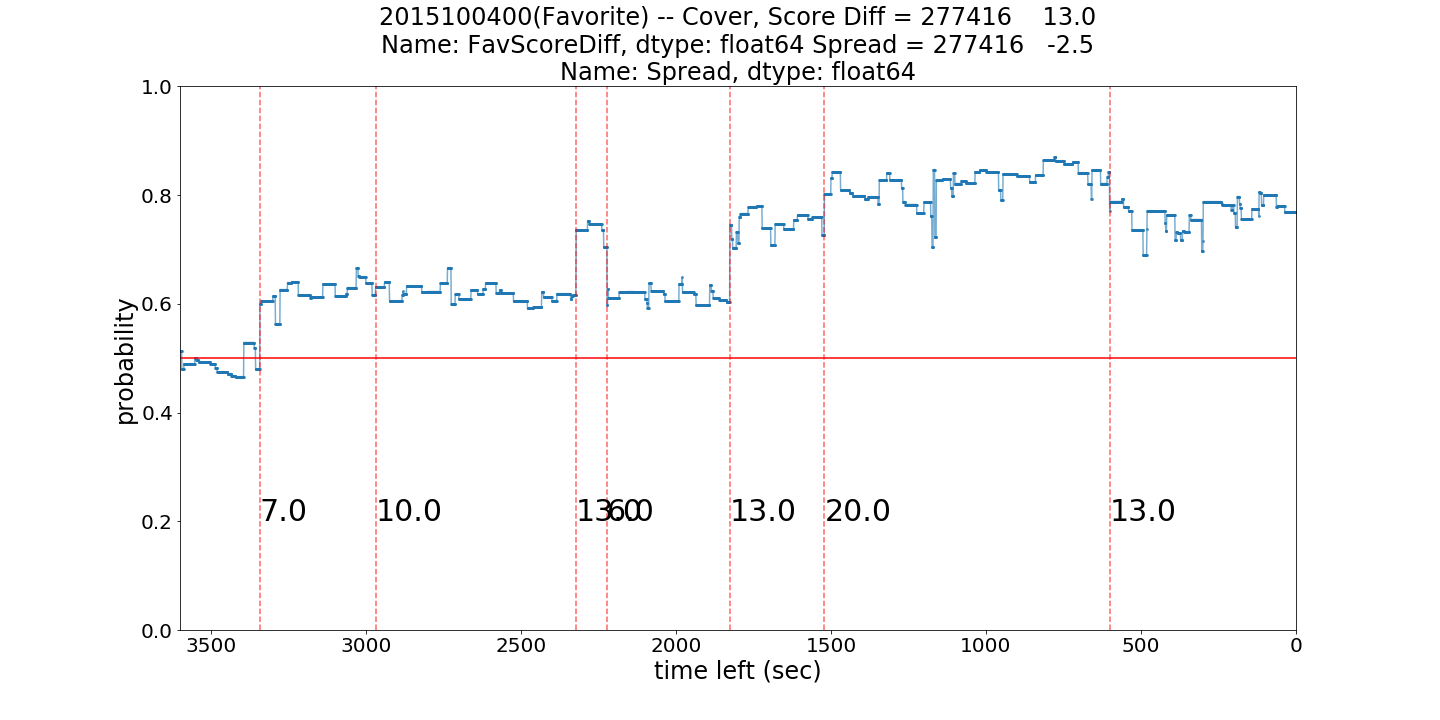 2015100400(Favorite) -- Cover, Score Diff = 277416    13.0
Name: FavScoreDiff, dtype: float64 Spread = 277416   -2.5
Name: Spread, dtype: float64
1.0
0.8
0.6
0.4
0.2
0.0
probability
7.0
10.0
13.0
6.0
13.0
20.0
13.0
3500 3000 2500 2000 1500 1000 500 0
time left (sec)